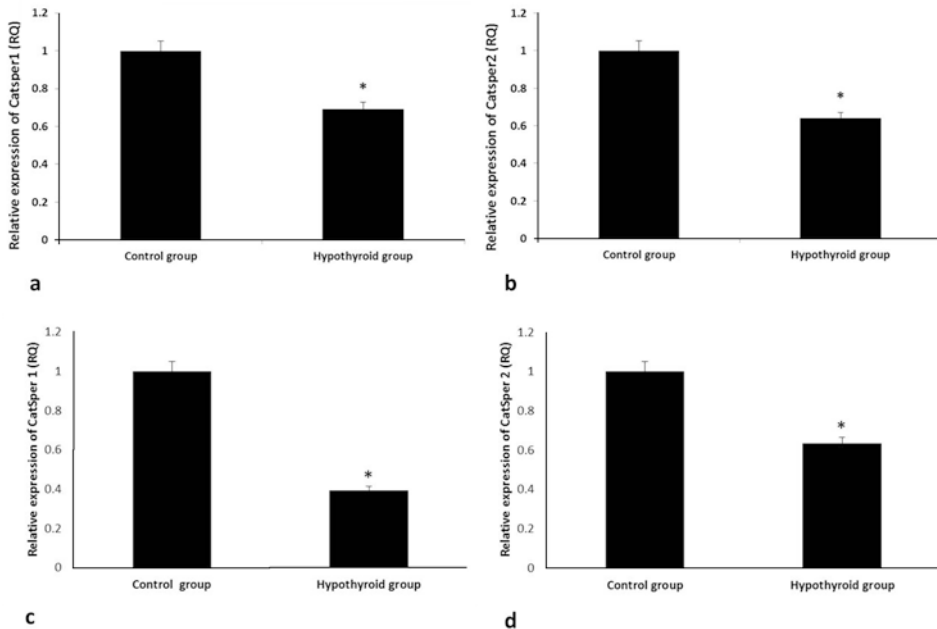 Relative expression of Catsper1 (RQ)
1.2
1
0.8
0.6
0.4
0.2
0
*
Control group
Hypothyroid group
a
Relative expression of Catsper2 (RQ)
1.2
1
0.8
0.6
0.4
0.2
0
*
Control group
Hypothyroid group
b
Relative expression of CatSper 1 (RQ)
1.2
1
0.8
0.6
0.4
0.2
0
*
Control group
Hypothyroid group
c
Relative expression of CatSper 2 (RQ)
1.2
1
0.8
0.6
0.4
0.2
0
*
Control group
Hypothyroid group
d